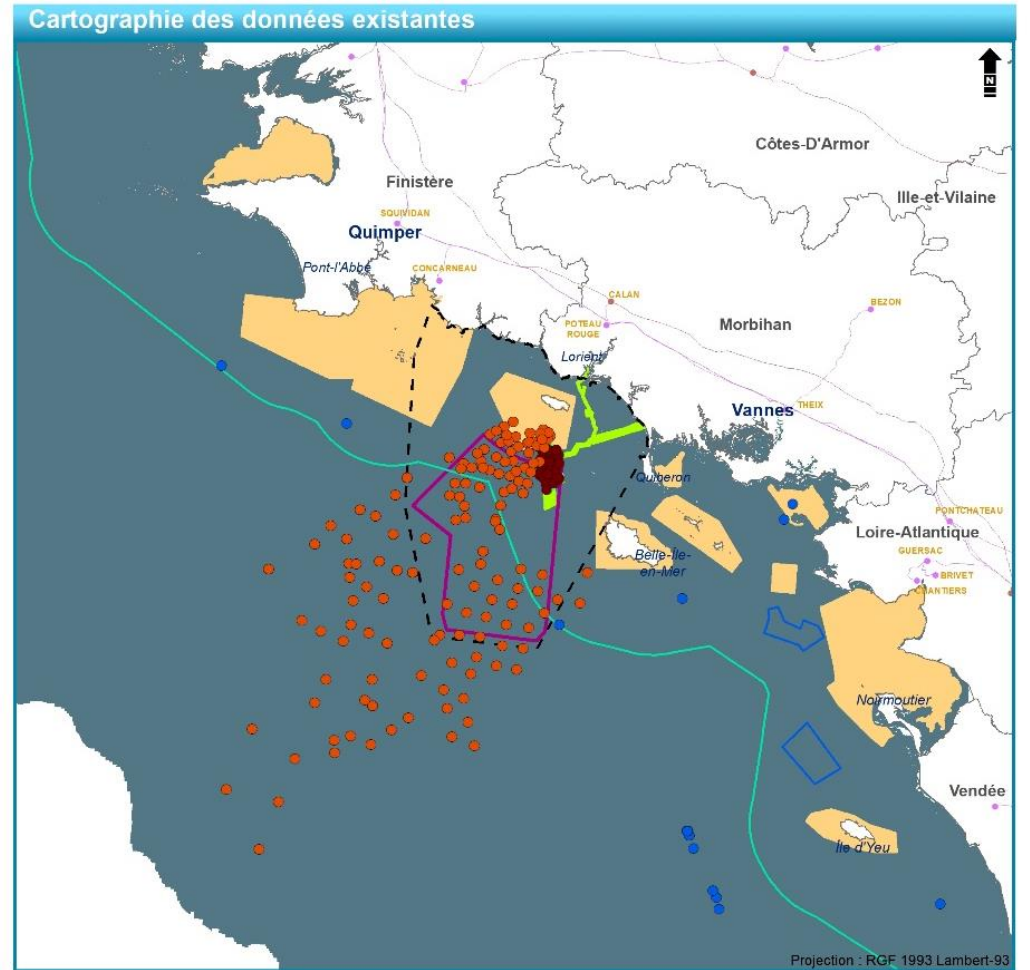 Cartographie des données existantes
N
Côtes-D'Armor
Finistère
Ille-et-Vilaine
SQUIVIDAN
Quimper
Pont-l'Abbé
CONCARNEAU
CALAN
BEZON
POTEAU
ROUGE
Morbihan
Lorient
Vannes
THEIX
Quiberon
PONTCHATEAU
Loire-Atlantique
Belle-Île-
en-Mer
GUERSAC
BRIVET
CHANTIERS
Noirmoutier
Vendée
Île d'Yeu
Projection : RGF 1993 Lambert-93